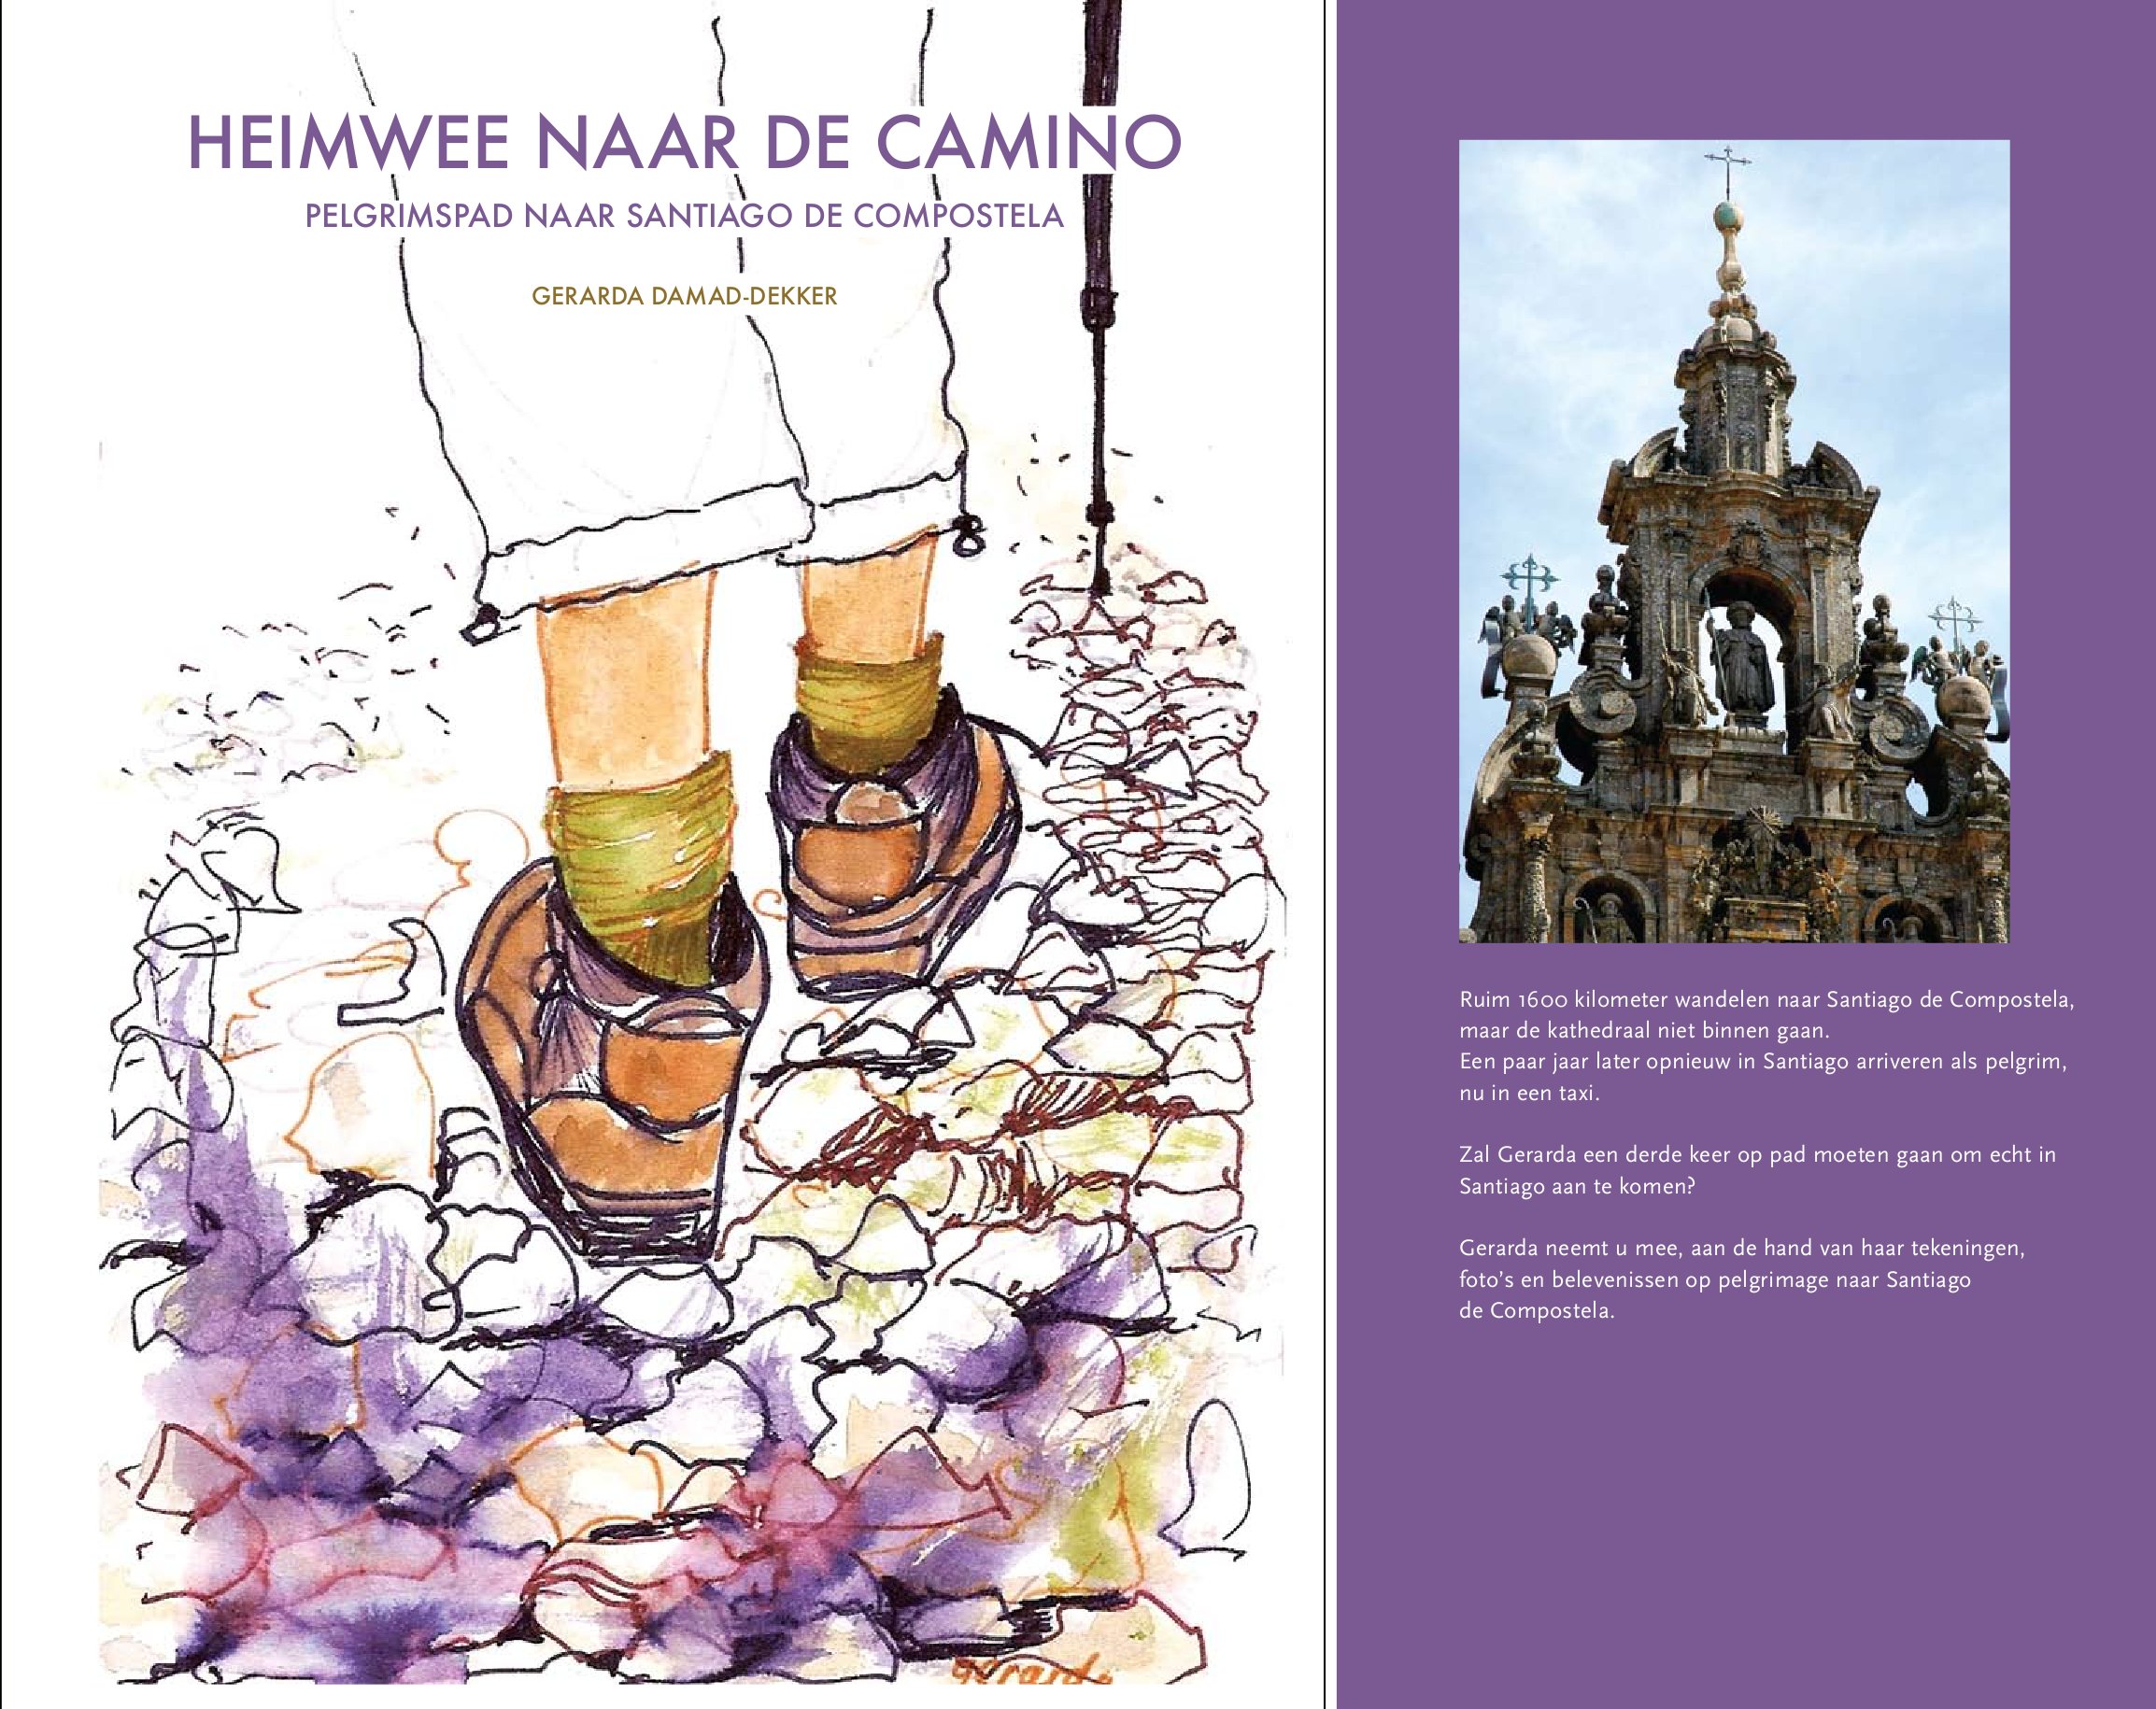 HEIMWEE NAAR DE CAMINO
PELGRIMSPAD NAAR SANTIAGO DE COMPOSTELA
GERARDA DAMAD-DEKKER
Gerarda
Ruim 1600 kilometer wandelen naar Santiago de Compostela,
maar de kathedraal niet binnen gaan.
Een paar jaar later opnieuw in Santiago arriveren als pelgrim,
nu in een taxi.
Zal Gerarda een derde keer op pad moeten gaan om echt in
Santiago aan te komen?
Gerarda neemt u mee, aan de hand van haar tekeningen,
foto's en belevenissen op pelgrimage naar Santiago
de Compostela.